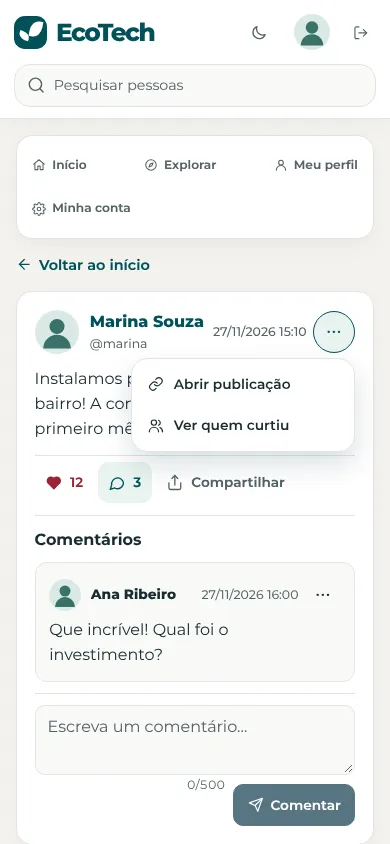 EcoTech
Pesquisar pessoas
Início
Explorar
Meu perfil
Minha conta
Voltar ao início
Marina Souza
27/11/2026 15:10
@marina
Instalamos
bairro! A
primeiro
Abrir publicação
Ver quem curtiu
12
3
Compartilhar
Comentários
Ana Ribeiro
27/11/2026 16:00
Que incrível! Qual foi o
investimento?
Escreva um comentário...
0/500
Comentar